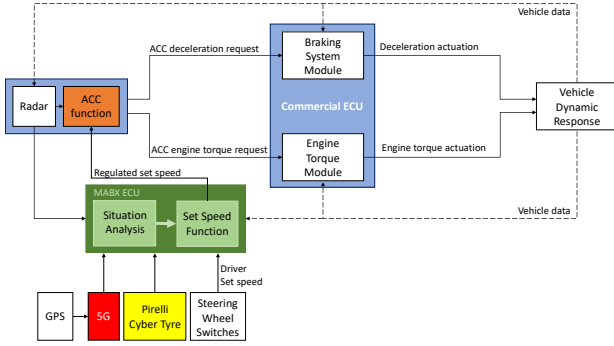 Vehicle data
ACC deceleration request
Braking
System
Module
Deceleration actuation
Radar
ACC
function
Commercial ECU
Vehicle
Dynamic
Response
ACC engine torque request
Engine
Torque
Module
Engine torque actuation
Regulated set speed
MABX ECU
Situation
Analysis
Set Speed
Function
Vehicle data
Driver
Set speed
GPS
5G
Pirelli
Cyber Tyre
Steering
Wheel
Switches